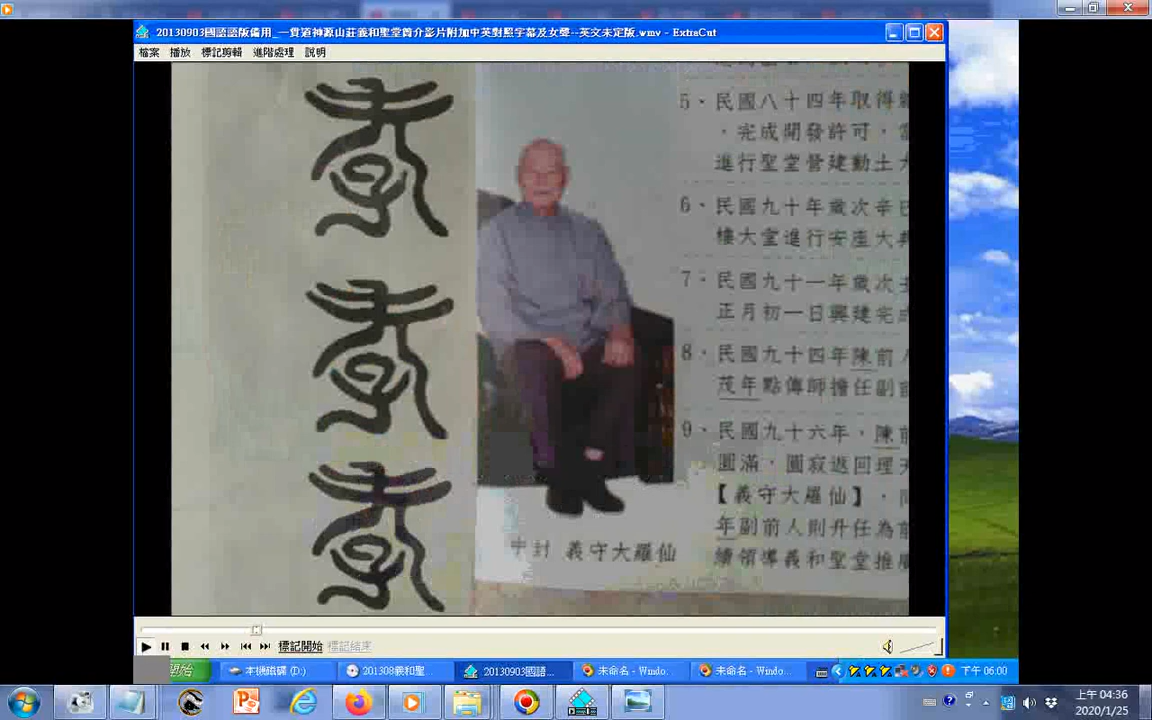 20130903國語語版備用_一貫道神源山莊義和聖堂簡介影片附加中英對照字幕及女聲--英文未定版.wmv - ExtraCut
檔案 播放 標記剪輯 進階處理 說明
孝
孝
孝
5、民國八十四年取得
，完成開發許可，
進行聖堂營建動土
6、民國九十年歲次辛
樓大堂進行安座大
7、民國九十一年歲次
正月初一日興建完
8、民國九十四年陳前
茂年點傳師擔任副
9、民國九十六年，陳
圓滿，圓寂返回理
【義守大羅仙】，
年副前人則升任為
續領導義和聖堂推
封 義守大羅仙
標記開始 標記結束
開始 本機磁碟 (D:) 201308義和聖... 20130903國語... 未命名 - Windo... 未命名 - Windo... 下午 06:00
上午 04:36
2020/1/25